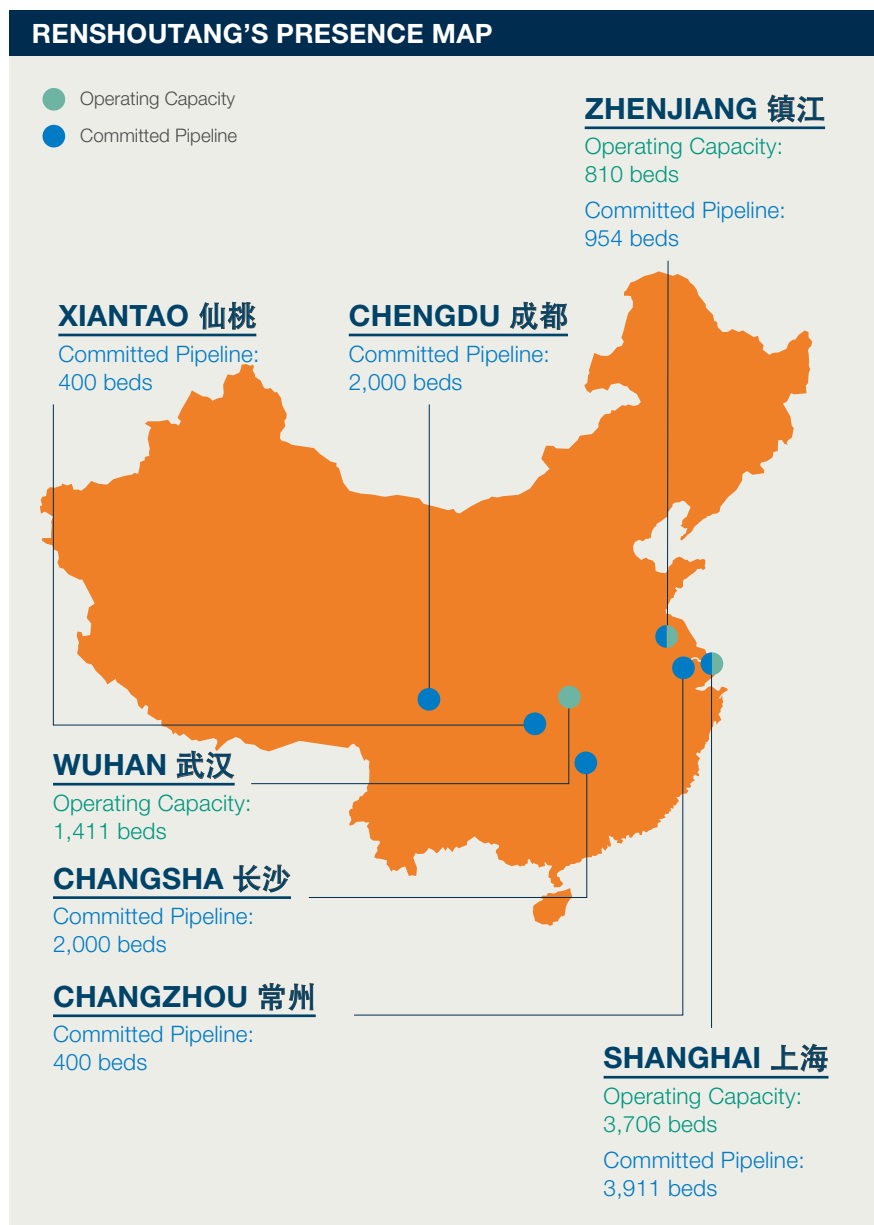 RENSHOUTANG'S PRESENCE MAP
Operating Capacity
Committed Pipeline
ZHENJIANG 镇江
Operating Capacity:
810 beds
Committed Pipeline:
954 beds
XIANTAO 仙桃
Committed Pipeline:
400 beds
CHENGDU 成都
Committed Pipeline:
2,000 beds
WUHAN 武汉
Operating Capacity:
1,411 beds
CHANGSHA 长沙
Committed Pipeline:
2,000 beds
CHANGZHOU 常州
Committed Pipeline:
400 beds
SHANGHAI 上海
Operating Capacity:
3,706 beds
Committed Pipeline:
3,911 beds